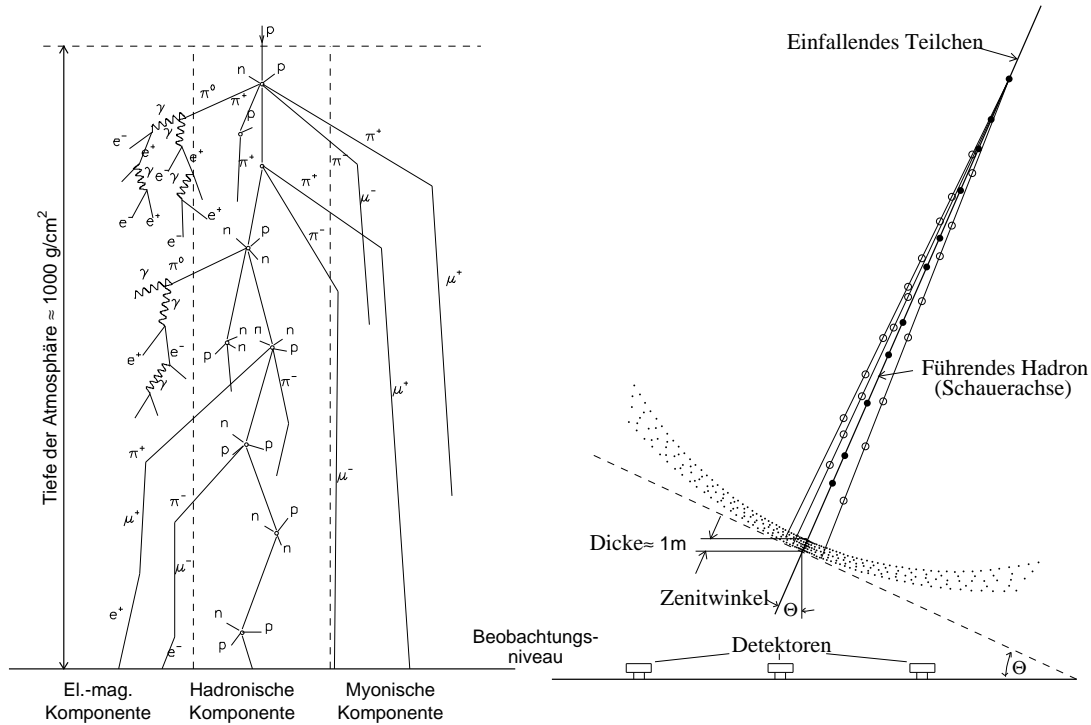 p
n
p
π⁰
π⁺
π⁺
γ
γ
e⁻
e⁺
e⁺
p
γ
γ
e⁻
e⁻
e⁺
e⁺
e⁻
π⁺
π⁺
π⁻
μ⁻
π⁻
n
p
n
π⁰
γ
γ
μ⁺
μ⁻
e⁺
e⁻
γ
p
n
n
n
n
p
π⁻
μ⁺
π⁺
n
p
π⁻
μ⁻
μ⁺
n
p
n
μ⁻
e⁺
n
p
p
e⁻
Tiefe der Atmosphäre ≈ 1000 g/cm²
El.-mag.
Komponente
Hadronische
Komponente
Myonische
Komponente
Beobachtungs-
niveau
Einfallendes Teilchen
Führendes Hadron
(Schauerachse)
Dicke≈ 1m
Zenitwinkel
Θ
Detektoren
Θ